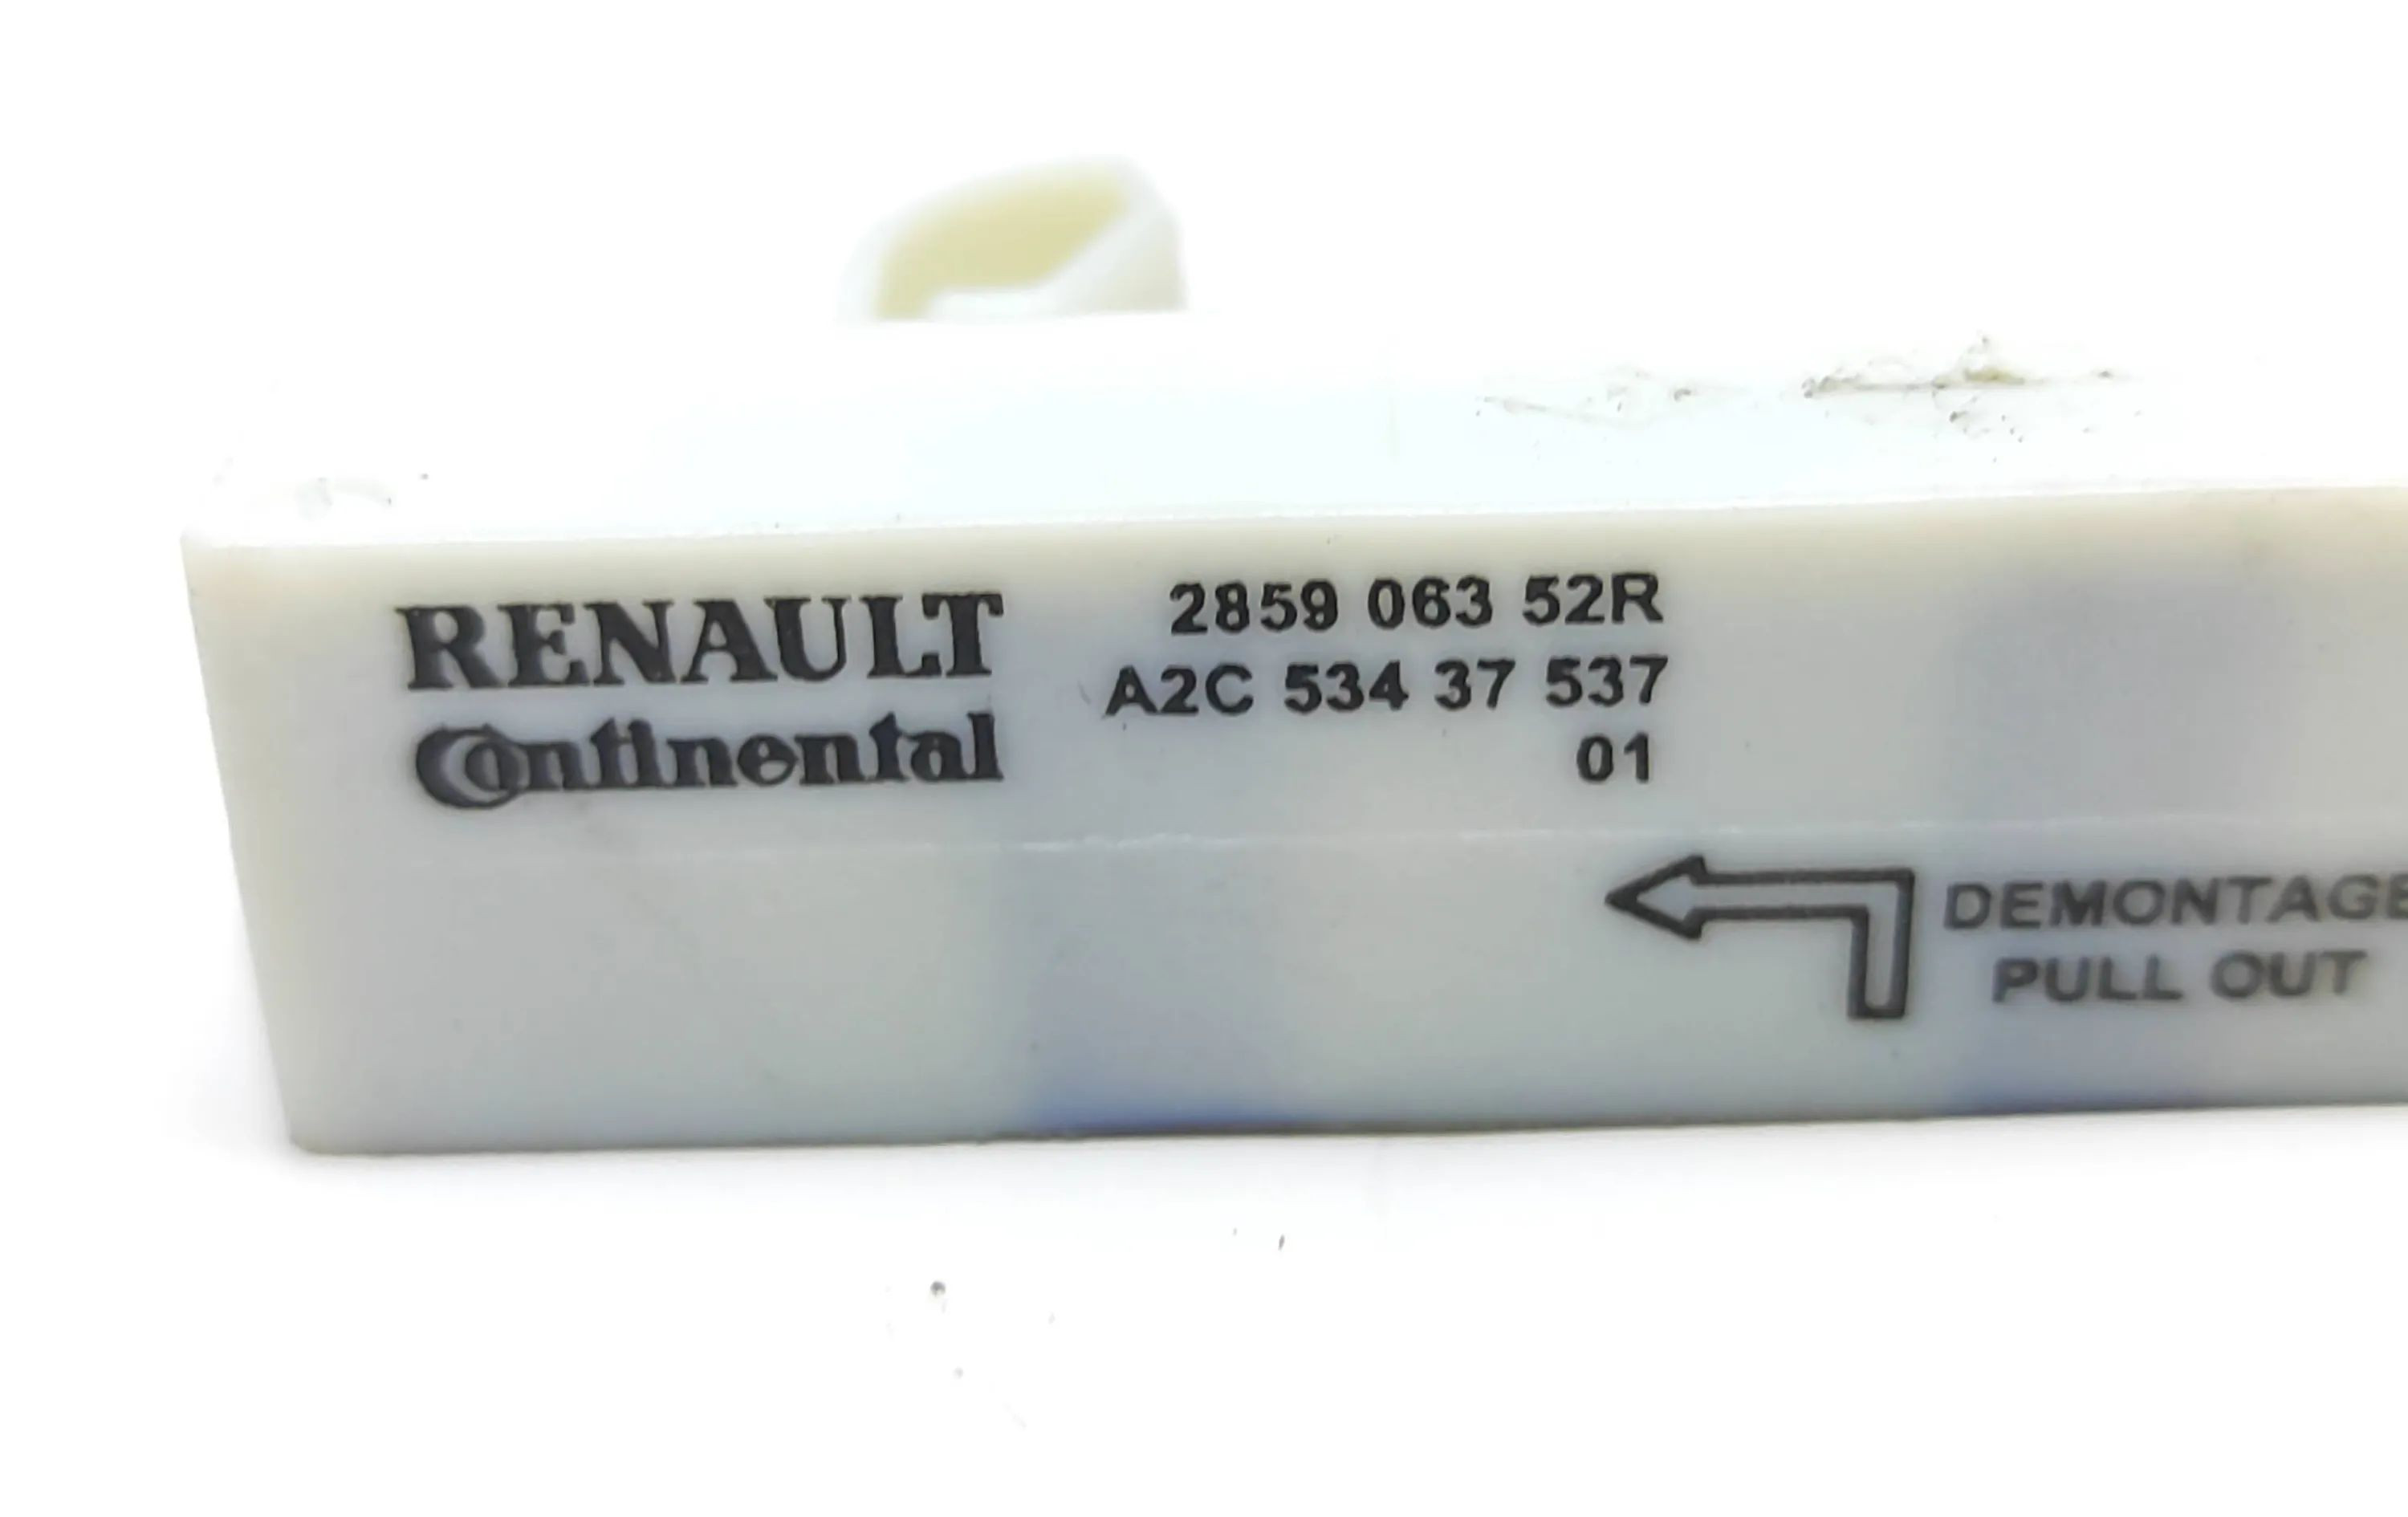 RENAULT
Continental
2859 063 52R
A2C 534 37 537
01
DEMONTAGE
PULL OUT